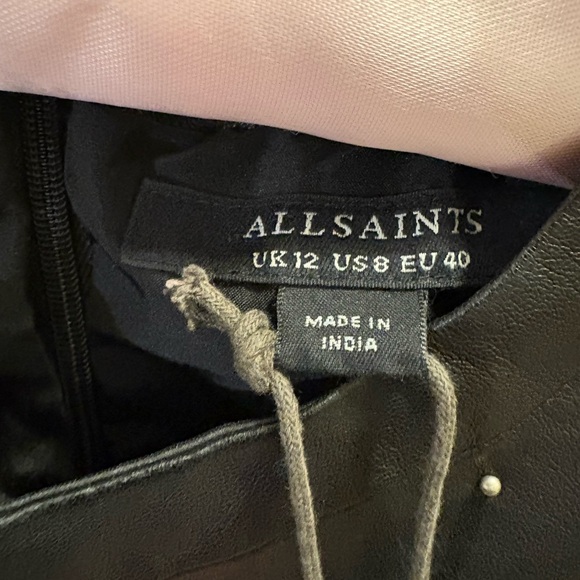 ALLSAINTS
UK 12 US 8 EU 40
MADE IN
INDIA